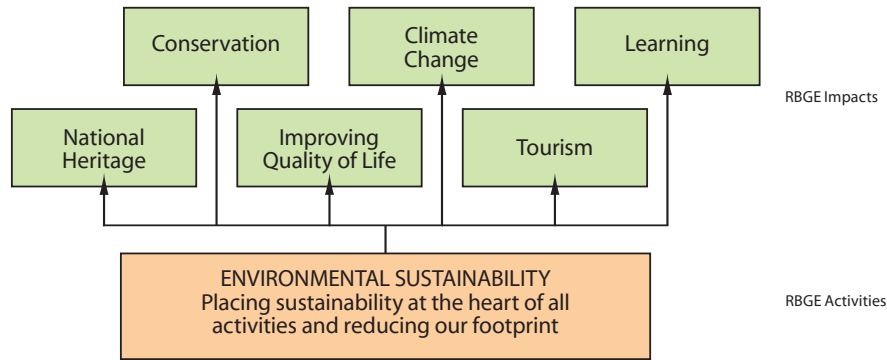 Conservation
Climate
Change
Learning
RBGE Impacts
National
Heritage
Improving
Quality of Life
Tourism
ENVIRONMENTAL SUSTAINABILITY
Placing sustainability at the heart of all
activities and reducing our footprint
RBGE Activities